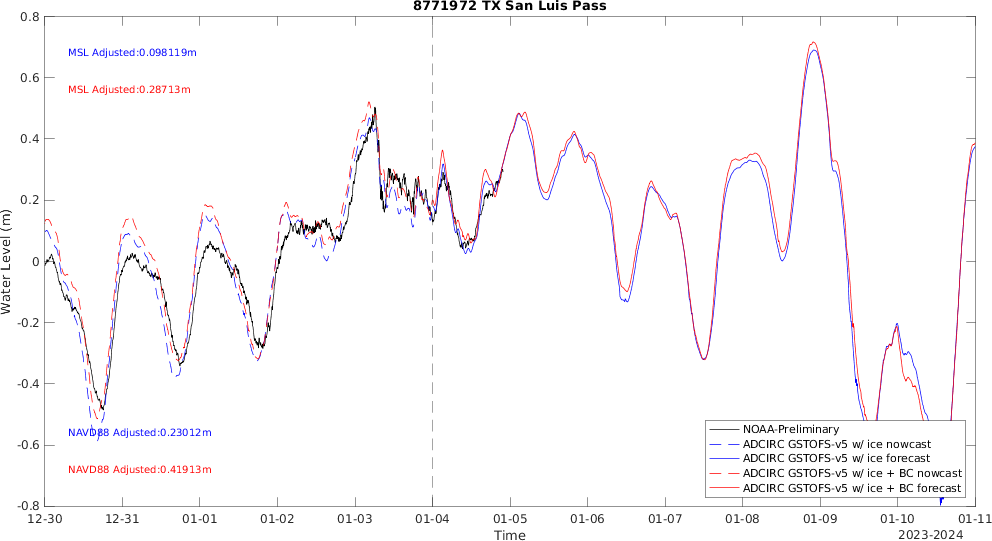 8771972 TX San Luis Pass
0.8
0.6
0.4
0.2
0
-0.2
-0.4
-0.6
-0.8
Water Level (m)
MSL Adjusted:0.098119m
MSL Adjusted:0.28713m
NAVD88 Adjusted:0.23012m
NAVD88 Adjusted:0.41913m
NOAA-Preliminary
ADCIRC GSTOFS-v5 w/ ice nowcast
ADCIRC GSTOFS-v5 w/ ice forecast
ADCIRC GSTOFS-v5 w/ ice + BC nowcast
ADCIRC GSTOFS-v5 w/ ice + BC forecast
12-30 12-31 01-01 01-02 01-03 01-04 01-05 01-06 01-07 01-08 01-09 01-10 01-11
Time
2023-2024